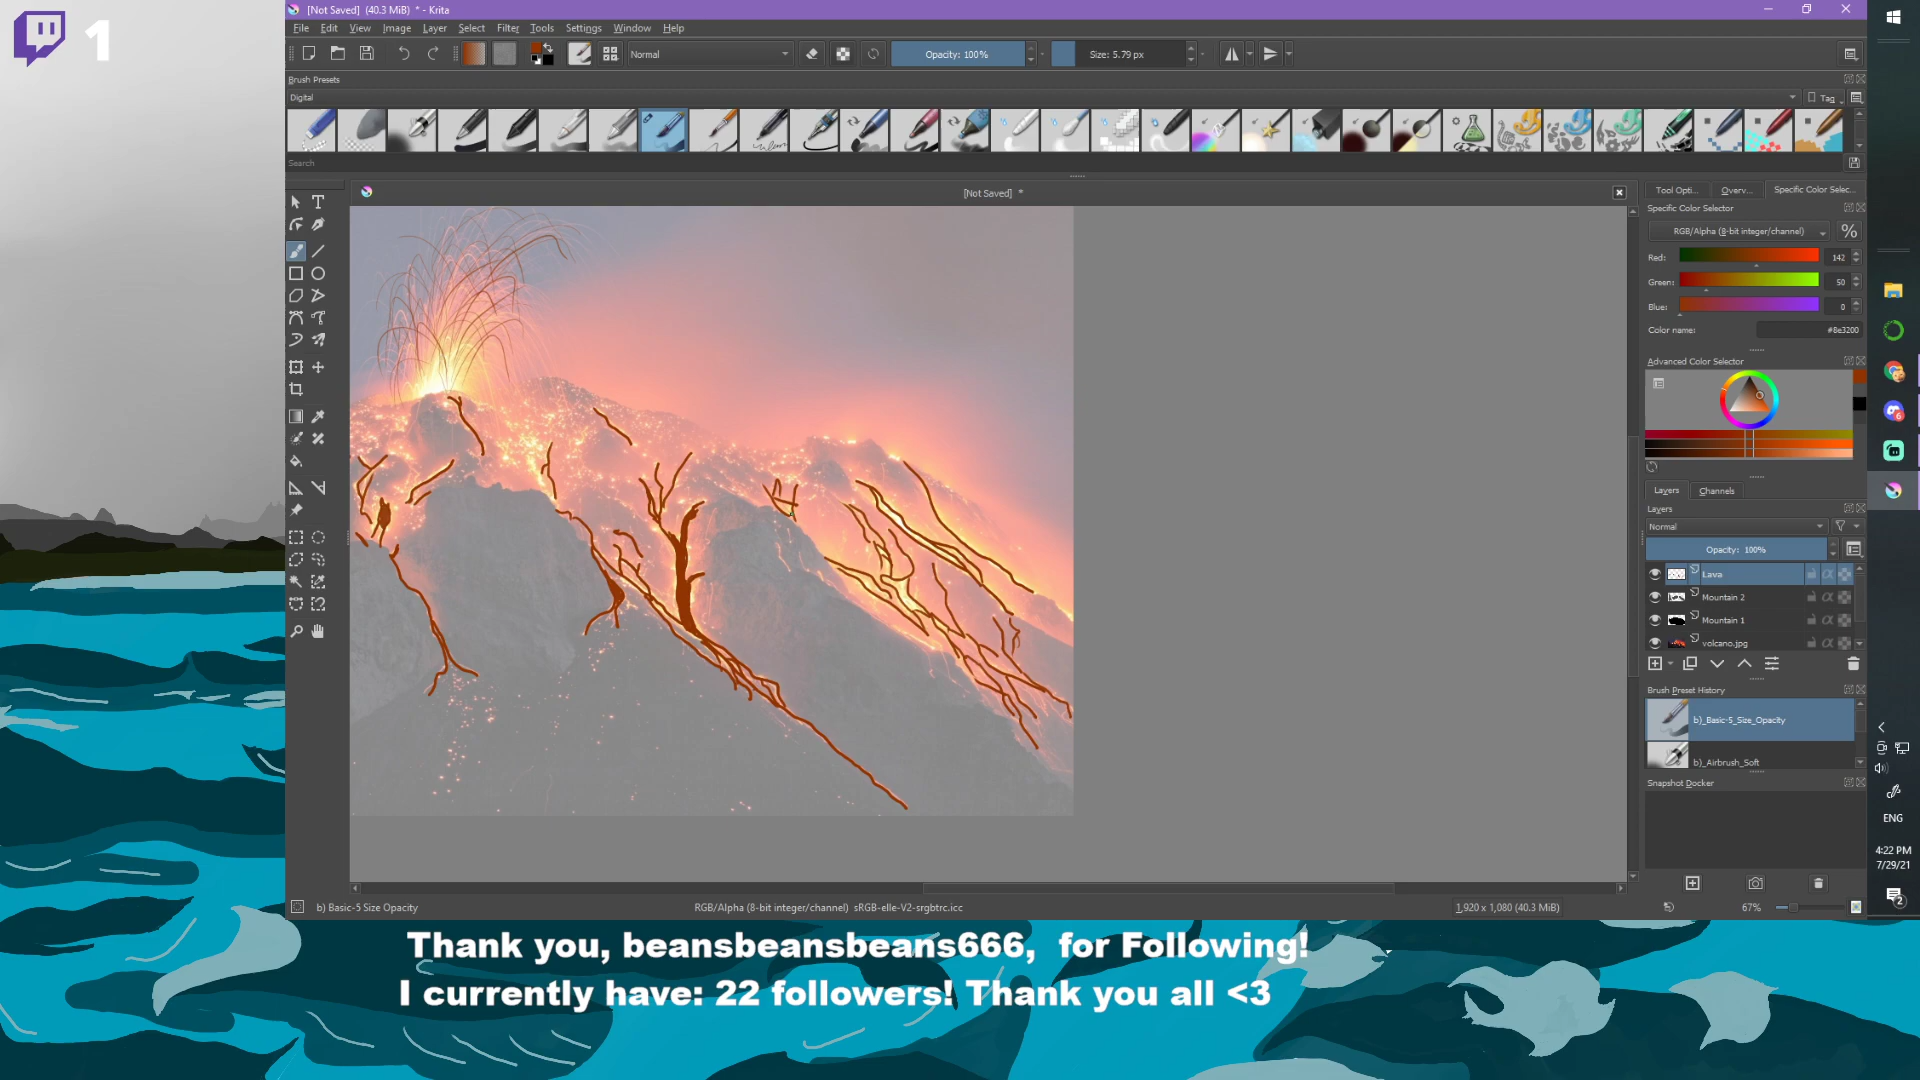 1
[Not Saved] (40.3 MiB) * - Krita
File Edit View Image Layer Select Filter Tools Settings Window Help
Normal
Opacity: 100%
Size: 5.79 px
Brush Presets
Digital
Tag
Search
[Not Saved] *
Tool Opti...
Overv...
Specific Color Selec...
Specific Color Selector
RGB/Alpha (8-bit integer/channel)
%
Red: 142
Green: 50
Blue: 0
Color name: #8e3200
Advanced Color Selector
Layers Channels
Layers
Normal
Opacity: 100%
Lava
Mountain 2
Mountain 1
volcano.jpg
Brush Preset History
b)_Basic-5_Size_Opacity
b)_Airbrush_Soft
Snapshot Docker
b) Basic-5 Size Opacity
RGB/Alpha (8-bit integer/channel) sRGB-elle-V2-srgbtrc.icc
1,920 x 1,080 (40.3 MiB)
67%
ENG
4:22 PM
7/29/21
2
Thank you, beansbeansbeans666, for Following!
I currently have: 22 followers! Thank you all <3